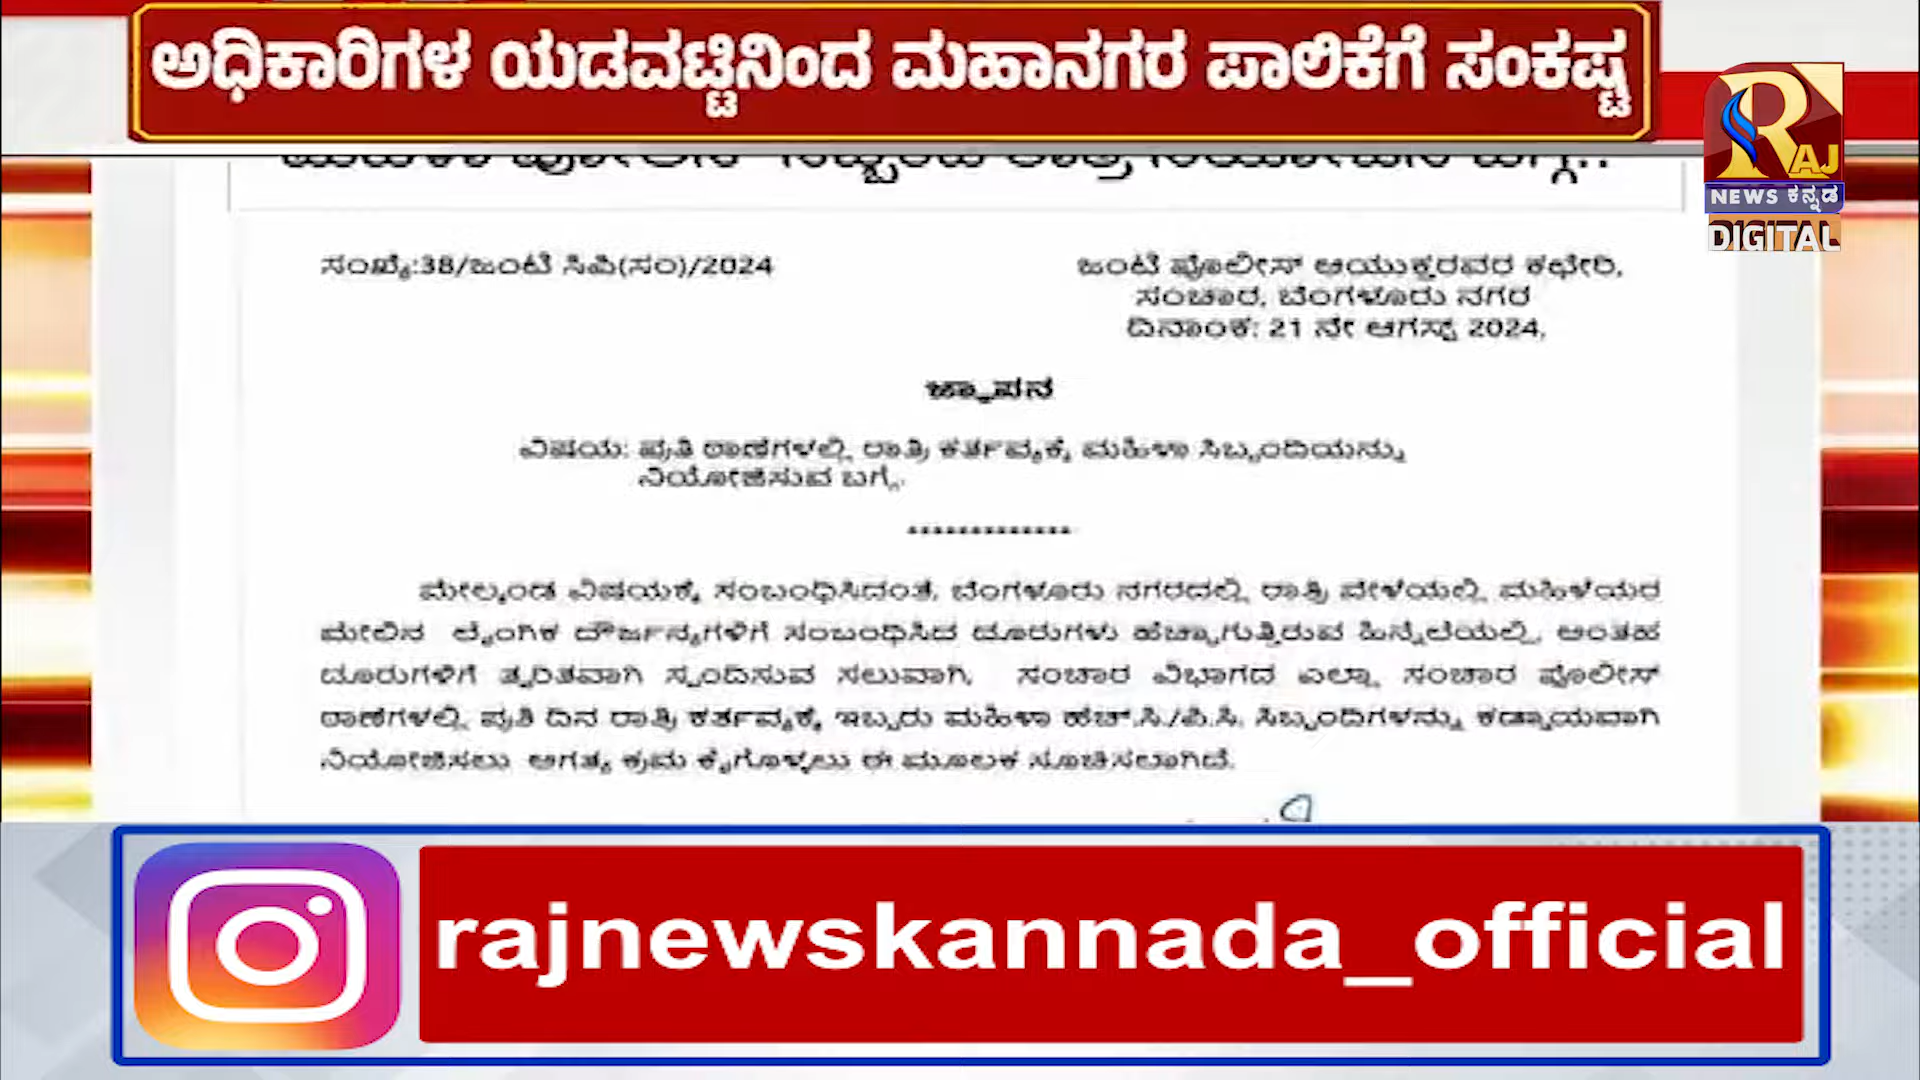 ಅಧಿಕಾರಿಗಳ ಯಡವಟ್ಟಿನಿಂದ ಮಹಾನಗರ ಪಾಲಿಕೆಗೆ ಸಂಕಷ್ಟ
RAJ
NEWS ಕನ್ನಡ
DIGITAL
ಸಂಖ್ಯೆ:38/ಜಂಟಿ ಸಿಪಿ(ಸಂ)/2024
ಜಂಟಿ ಪೊಲೀಸ್ ಆಯುಕ್ತರವರ ಕಛೇರಿ,
ಸಂಚಾರ, ಬೆಂಗಳೂರು ನಗರ
ದಿನಾಂಕ: 21 ನೇ ಆಗಸ್ಟ್ 2024,
ಜ್ಞಾಪನ
ವಿಷಯ: ಪ್ರತಿ ಠಾಣೆಗಳಲ್ಲಿ ರಾತ್ರಿ ಕರ್ತವ್ಯಕ್ಕೆ ಮಹಿಳಾ ಸಿಬ್ಬಂದಿಯನ್ನು
ನಿಯೋಜಿಸುವ ಬಗ್ಗೆ.
*************
ಮೇಲ್ಕಂಡ ವಿಷಯಕ್ಕೆ ಸಂಬಂಧಿಸಿದಂತೆ, ಬೆಂಗಳೂರು ನಗರದಲ್ಲಿ ರಾತ್ರಿ ವೇಳೆಯಲ್ಲಿ ಮಹಿಳೆಯರ
ಮೇಲಿನ ಲೈಂಗಿಕ ದೌರ್ಜನ್ಯಗಳಿಗೆ ಸಂಬಂಧಿಸಿದ ದೂರುಗಳು ಹೆಚ್ಚಾಗುತ್ತಿರುವ ಹಿನ್ನೆಲೆಯಲ್ಲಿ, ಅಂತಹ
ದೂರುಗಳಿಗೆ ತ್ವರಿತವಾಗಿ ಸ್ಪಂದಿಸುವ ಸಲುವಾಗಿ, ಸಂಚಾರ ವಿಭಾಗದ ಎಲ್ಲಾ ಸಂಚಾರ ಪೊಲೀಸ್
ಠಾಣೆಗಳಲ್ಲಿ ಪ್ರತಿ ದಿನ ರಾತ್ರಿ ಕರ್ತವ್ಯಕ್ಕೆ ಇಬ್ಬರು ಮಹಿಳಾ ಹೆಚ್.ಸಿ./ಪಿ.ಸಿ. ಸಿಬ್ಬಂದಿಗಳನ್ನು ಕಡ್ಡಾಯವಾಗಿ
ನಿಯೋಜಿಸಲು ಅಗತ್ಯ ಕ್ರಮ ಕೈಗೊಳ್ಳಲು ಈ ಮೂಲಕ ಸೂಚಿಸಲಾಗಿದೆ.
rajnewskannada_official